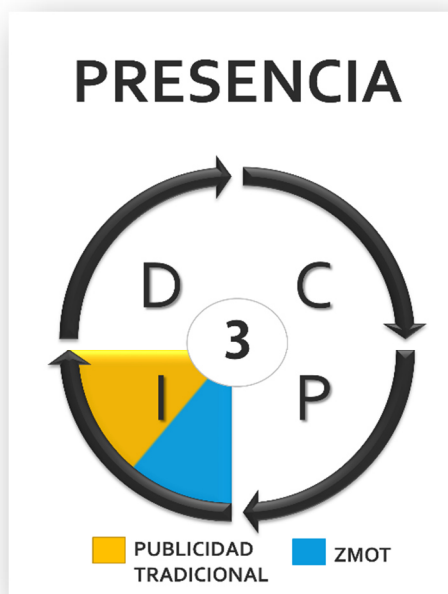 PRESENCIA
D
C
3
I
P
PUBLICIDAD
TRADICIONAL
ZMOT